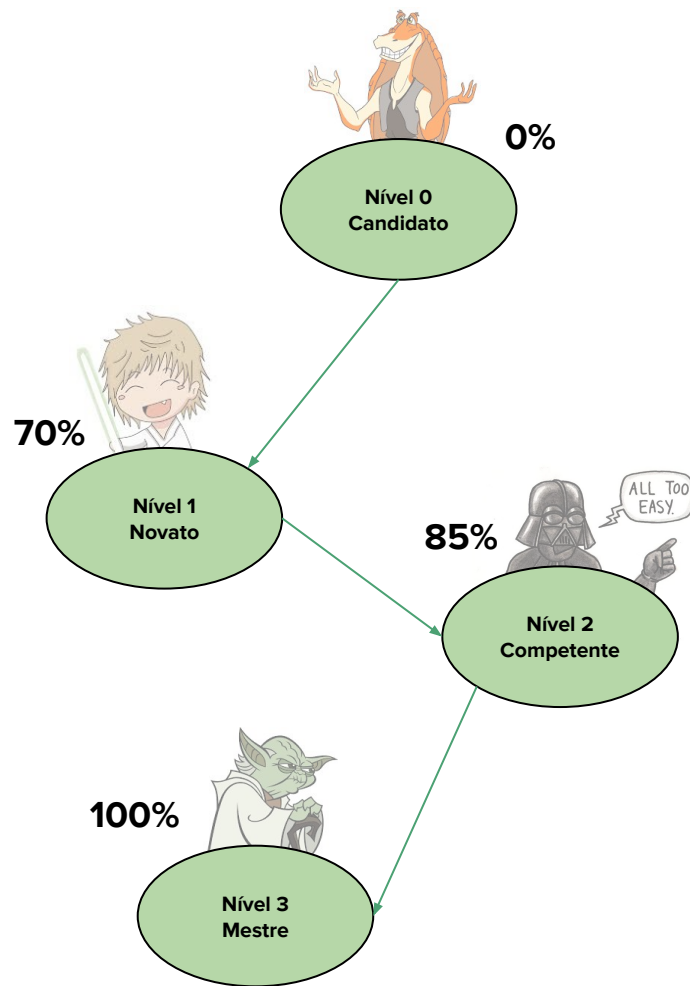 0%
Nível 0
Candidato
70%
Nível 1
Novato
ALL TOO
EASY.
85%
Nível 2
Competente
100%
Nível 3
Mestre